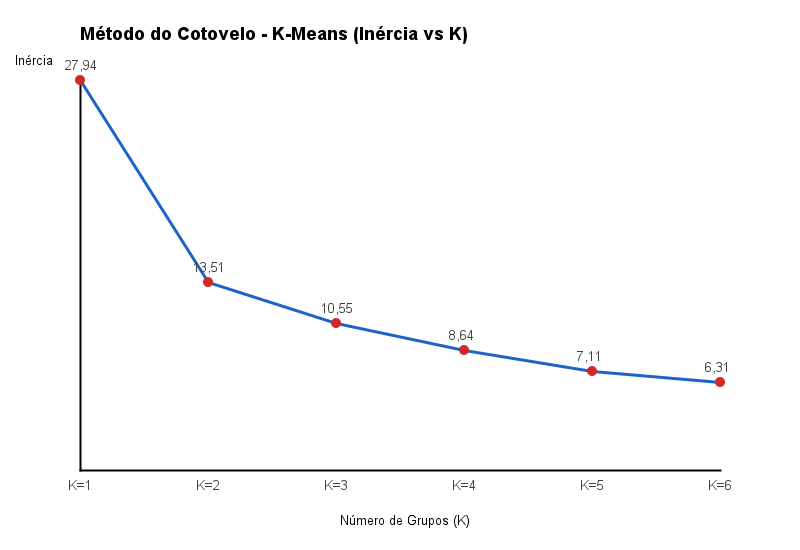 Método do Cotovelo - K-Means (Inércia vs K)
Inércia
27,94
13,51
10,55
8,64
7,11
6,31
K=1
K=2
K=3
K=4
K=5
K=6
Número de Grupos (K)